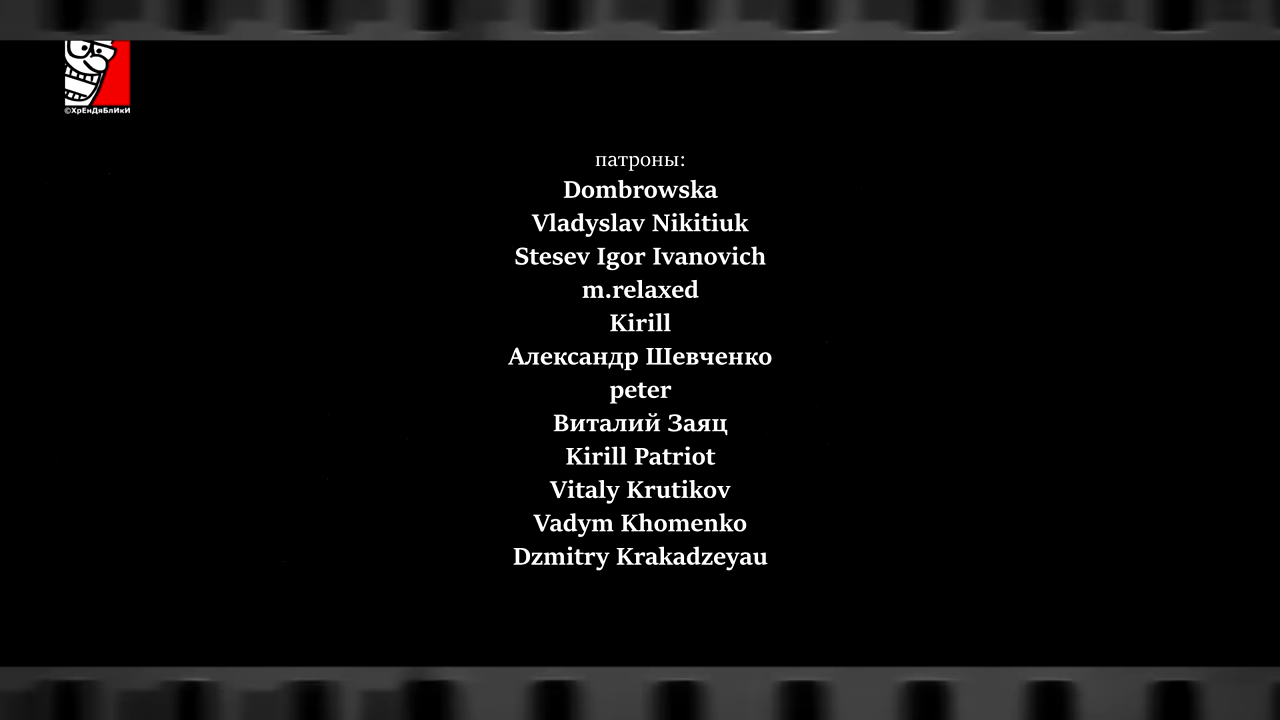 ©ХрЕнДяБлИкИ
патроны:
Dombrowska
Vladyslav Nikitiuk
Stesev Igor Ivanovich
m.relaxed
Kirill
Александр Шевченко
peter
Виталий Заяц
Kirill Patriot
Vitaly Krutikov
Vadym Khomenko
Dzmitry Krakadzeyau